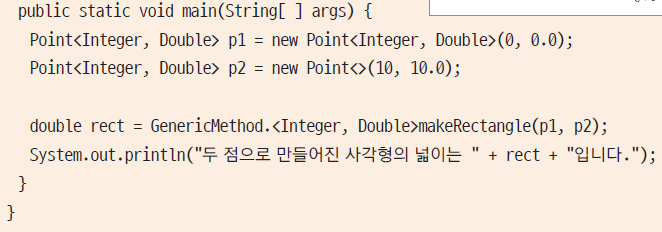 public static void main(String[ ] args) {
Point<Integer, Double> p1 = new Point<Integer, Double>(0, 0.0);
Point<Integer, Double> p2 = new Point<>(10, 10.0);
double rect = GenericMethod.<Integer, Double>makeRectangle(p1, p2);
System.out.println("두 점으로 만들어진 사각형의 넓이는 " + rect + "입니다.");
}
}